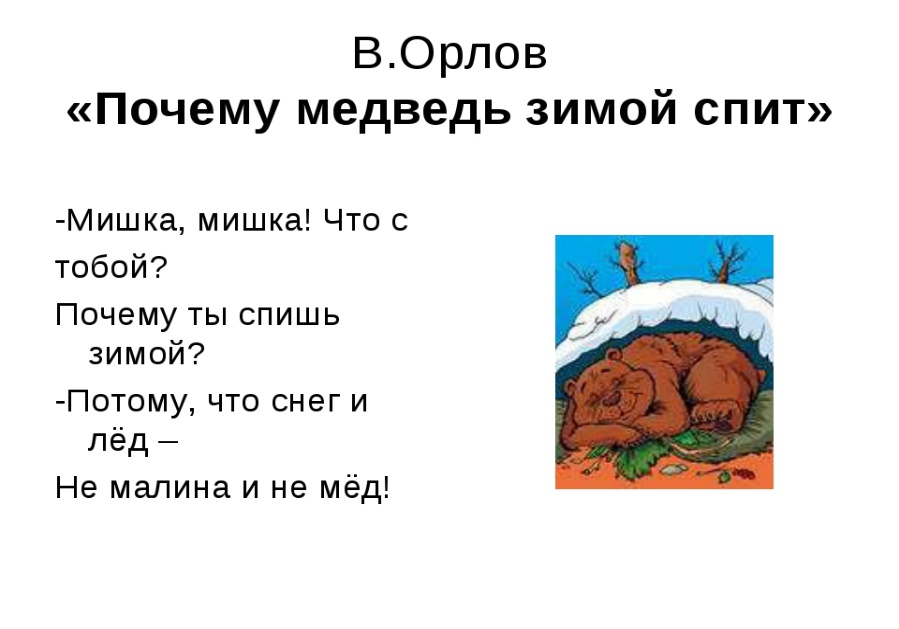 В.Орлов
«Почему медведь зимой спит»
-Мишка, мишка! Что с
тобой?
Почему ты спишь
зимой?
-Потому, что снег и
лёд –
Не малина и не мёд!